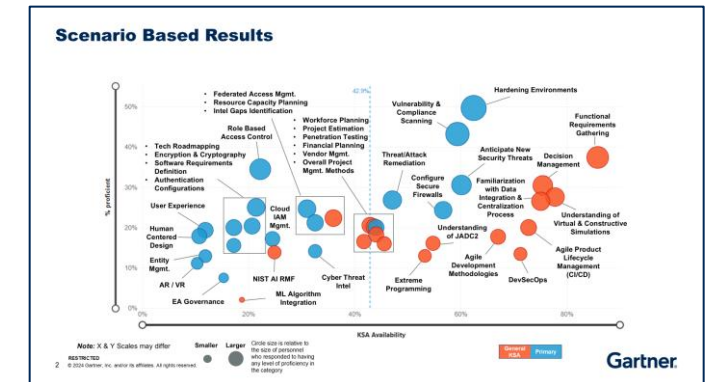 Scenario Based Results
• Federated Access Mgmt.
• Resource Capacity Planning
• Intel Gaps Identification
• Workforce Planning
• Project Estimation
• Penetration Testing
• Financial Planning
• Vendor Mgmt.
• Overall Project
Mgmt. Methods
42.9%
Hardening Environments
Vulnerability &
Compliance
Scanning
Functional
Requirements
Gathering
Role Based
Access Control
• Tech Roadmapping
• Encryption & Cryptography
• Software Requirements
Definition
• Authentication
Configurations
Threat/Attack
Remediation
Anticipate New
Security Threats
Decision
Management
Configure
Secure
Firewalls
Familiarization
with Data
Integration &
Centralization
Process
User Experience
Cloud
IAM
Mgmt.
Human
Centered
Design
Understanding
of JADC2
Understanding of
Virtual & Constructive
Simulations
Entity
Mgmt.
AR / VR
EA Governance
NIST AI RMF
ML Algorithm
Integration
Cyber Threat
Intel
Extreme
Programming
Agile
Development
Methodologies
DevSecOps
Agile Product
Lifecycle
Management
(CI/CD)
% proficient
50%
40%
30%
20%
10%
0%
0%
20%
40%
60%
80%
KSA Availability
Note: X & Y Scales may differ
Smaller
Larger
Circle size is relative to
the size of personnel
who responded to having
any level of proficiency in
the category
General
KSA
Primary
RESTRICTED
2 © 2024 Gartner, Inc. and/or its affiliates. All rights reserved.
Gartner